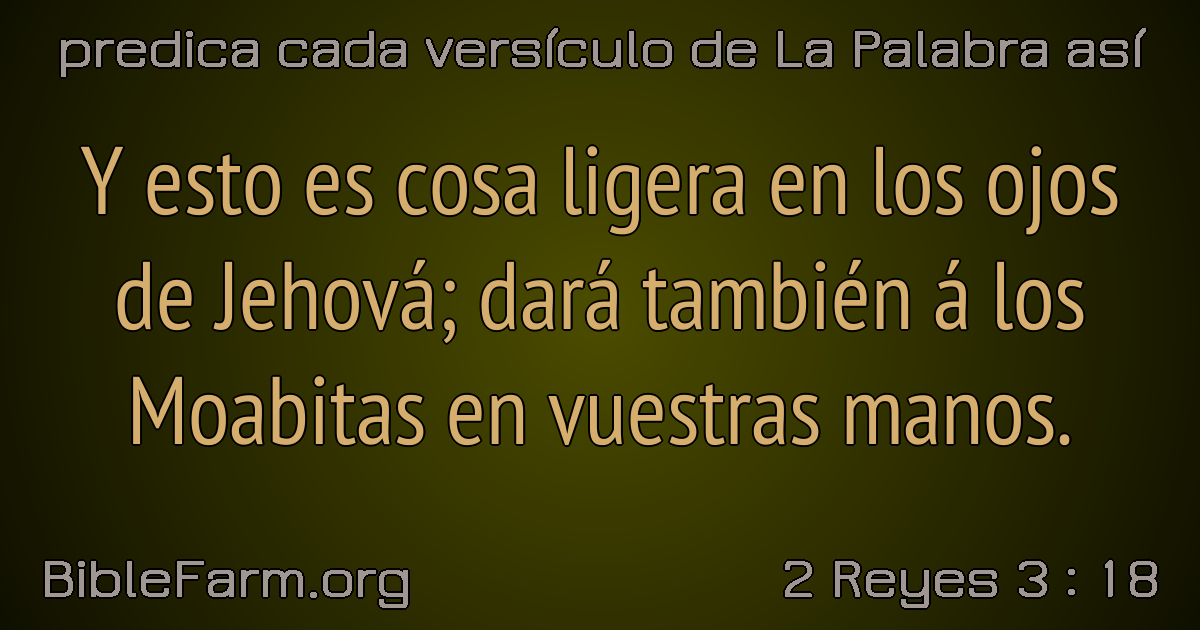 predica cada versículo de La Palabra así
Y esto es cosa ligera en los ojos
de Jehová; dará también á los
Moabitas en vuestras manos.
BibleFarm.org
2 Reyes 3 : 18